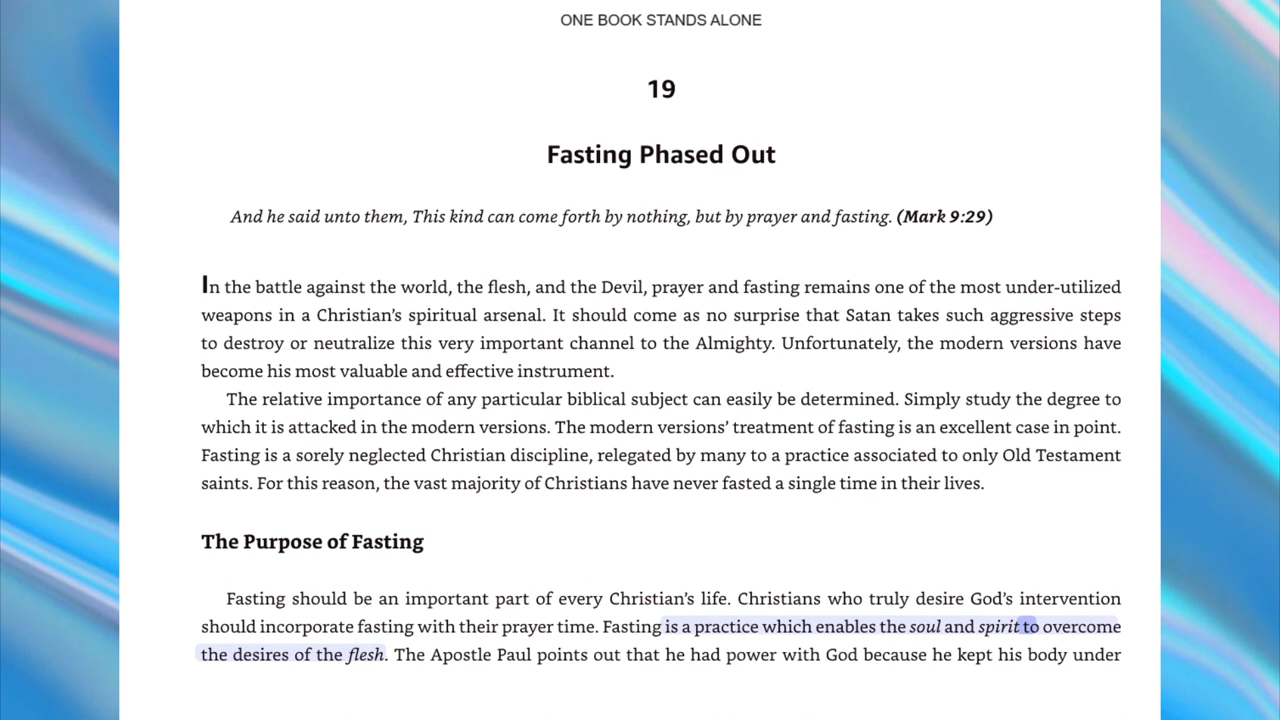 ONE BOOK STANDS ALONE
19
Fasting Phased Out
And he said unto them, This kind can come forth by nothing, but by prayer and fasting. (Mark 9:29)
In the battle against the world, the flesh, and the Devil, prayer and fasting remains one of the most under-utilized
weapons in a Christian’s spiritual arsenal. It should come as no surprise that Satan takes such aggressive steps
to destroy or neutralize this very important channel to the Almighty. Unfortunately, the modern versions have
become his most valuable and effective instrument.
The relative importance of any particular biblical subject can easily be determined. Simply study the degree to
which it is attacked in the modern versions. The modern versions’ treatment of fasting is an excellent case in point.
Fasting is a sorely neglected Christian discipline, relegated by many to a practice associated to only Old Testament
saints. For this reason, the vast majority of Christians have never fasted a single time in their lives.
The Purpose of Fasting
Fasting should be an important part of every Christian’s life. Christians who truly desire God’s intervention
should incorporate fasting with their prayer time. Fasting is a practice which enables the soul and spirit to overcome
the desires of the flesh. The Apostle Paul points out that he had power with God because he kept his body under